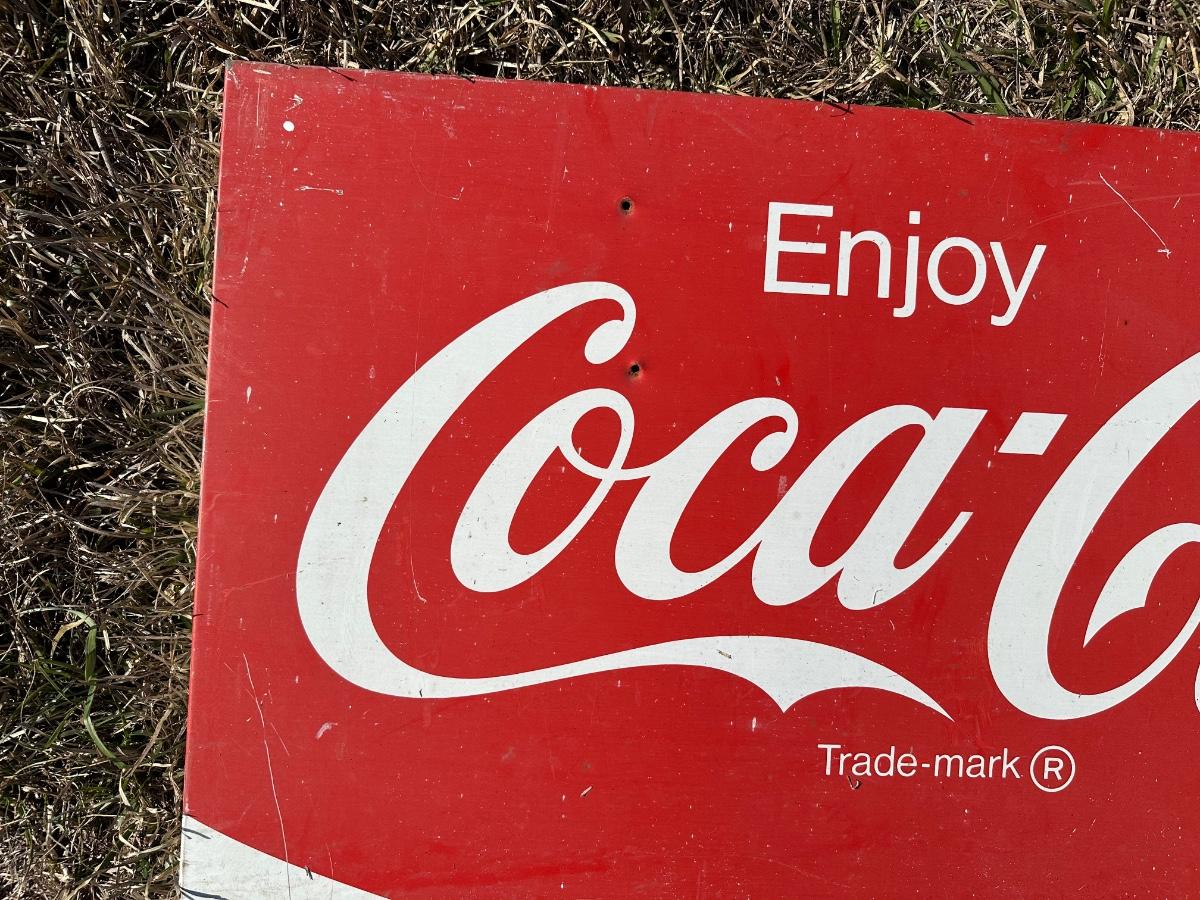 Enjoy
Coca-C
Trade-mark ®